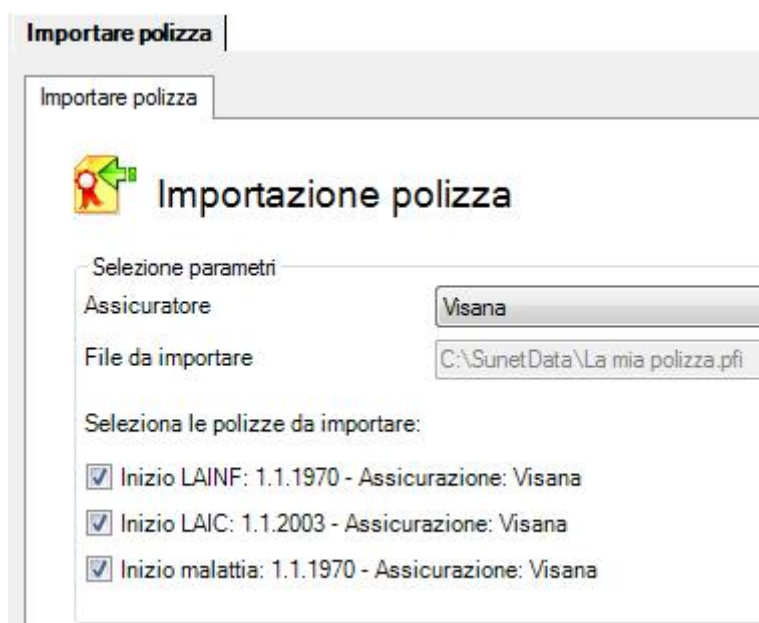 Importare polizza
Importare polizza
Importazione polizza
Selezione parametri
Assicuratore
Visana
File da importare
C:\SunetData\La mia polizza.pfi
Seleziona le polizze da importare:
Inizio LAINF: 1.1.1970 - Assicurazione: Visana
Inizio LAIC: 1.1.2003 - Assicurazione: Visana
Inizio malattia: 1.1.1970 - Assicurazione: Visana